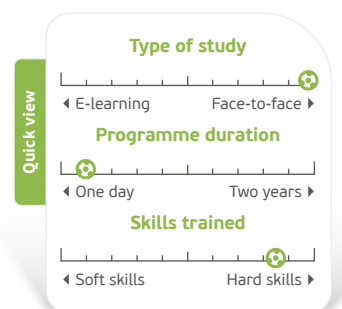 Quick view
Type of study
E-learning Face-to-face
Programme duration
One day Two years
Skills trained
Soft skills Hard skills